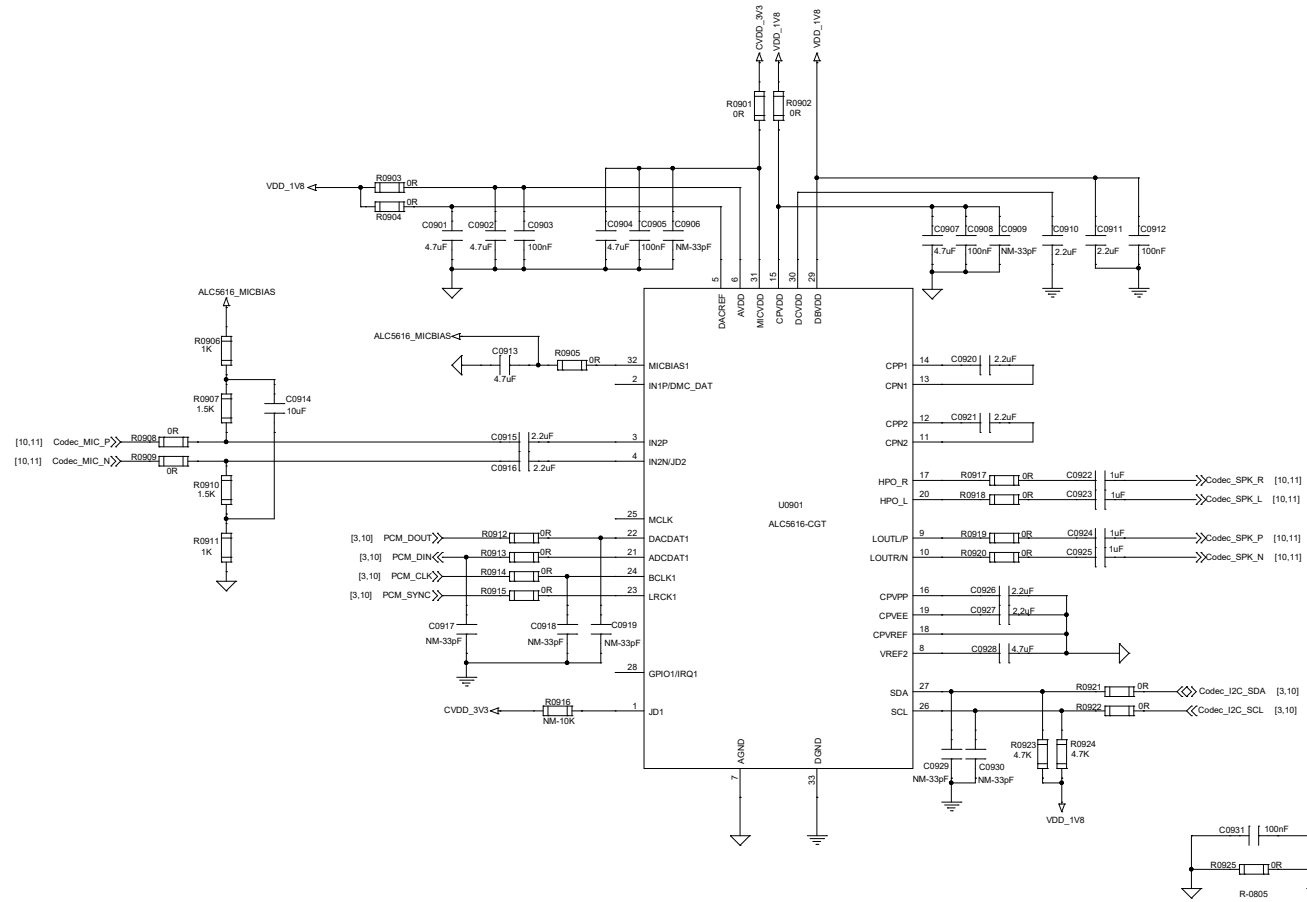 CVDD_3V3
VDD_1V8
VDD_1V8
R0901
0R
R0902
0R
VDD_1V8
R0903
0R
R0904
0R
C0901
4.7uF
C0902
4.7uF
C0903
100nF
C0904
4.7uF
C0905
100nF
C0906
NM-33pF
C0907
4.7uF
C0908
100nF
C0909
NM-33pF
C0910
2.2uF
C0911
2.2uF
C0912
100nF
5
6
31
15
30
29
DACREF
AVDD
MICVDD
CPVDD
DCVDD
DBVDD
ALC5616_MICBIAS
R0906
1K
R0907
1.5K
C0914
10uF
ALC5616_MICBIAS
C0913
4.7uF
R0905
0R
32
MICBIAS1
2
IN1P/DMC_DAT
[10,11] Codec_MIC_P
R0908
0R
C0915
2.2uF
3
IN2P
[10,11] Codec_MIC_N
R0909
0R
C0916
2.2uF
4
IN2N/JD2
R0910
1.5K
R0911
1K
25
MCLK
[3,10] PCM_DOUT
R0912
0R
22
DACDAT1
[3,10] PCM_DIN
R0913
0R
21
ADCDAT1
[3,10] PCM_CLK
R0914
0R
24
BCLK1
[3,10] PCM_SYNC
R0915
0R
23
LRCK1
C0917
NM-33pF
C0918
NM-33pF
C0919
NM-33pF
28
GPIO1/IRQ1
CVDD_3V3
R0916
NM-10K
1
JD1
U0901
ALC5616-CGT
AGND
7
DGND
33
CPP1
14
C0920
2.2uF
CPN1
13
CPP2
12
C0921
2.2uF
CPN2
11
HPO_R
17
R0917
0R
C0922
1uF
Codec_SPK_R [10,11]
HPO_L
20
R0918
0R
C0923
1uF
Codec_SPK_L [10,11]
LOUTL/P
9
R0919
0R
C0924
1uF
Codec_SPK_P [10,11]
LOUTR/N
10
R0920
0R
C0925
1uF
Codec_SPK_N [10,11]
CPVPP
16
C0926
2.2uF
CPVEE
19
C0927
2.2uF
CPVREF
18
VREF2
8
C0928
4.7uF
SDA
27
R0921
0R
Codec_I2C_SDA [3,10]
SCL
26
R0922
0R
Codec_I2C_SCL [3,10]
C0929
NM-33pF
C0930
NM-33pF
R0923
4.7K
R0924
4.7K
VDD_1V8
C0931
100nF
R0925
0R
R-0805